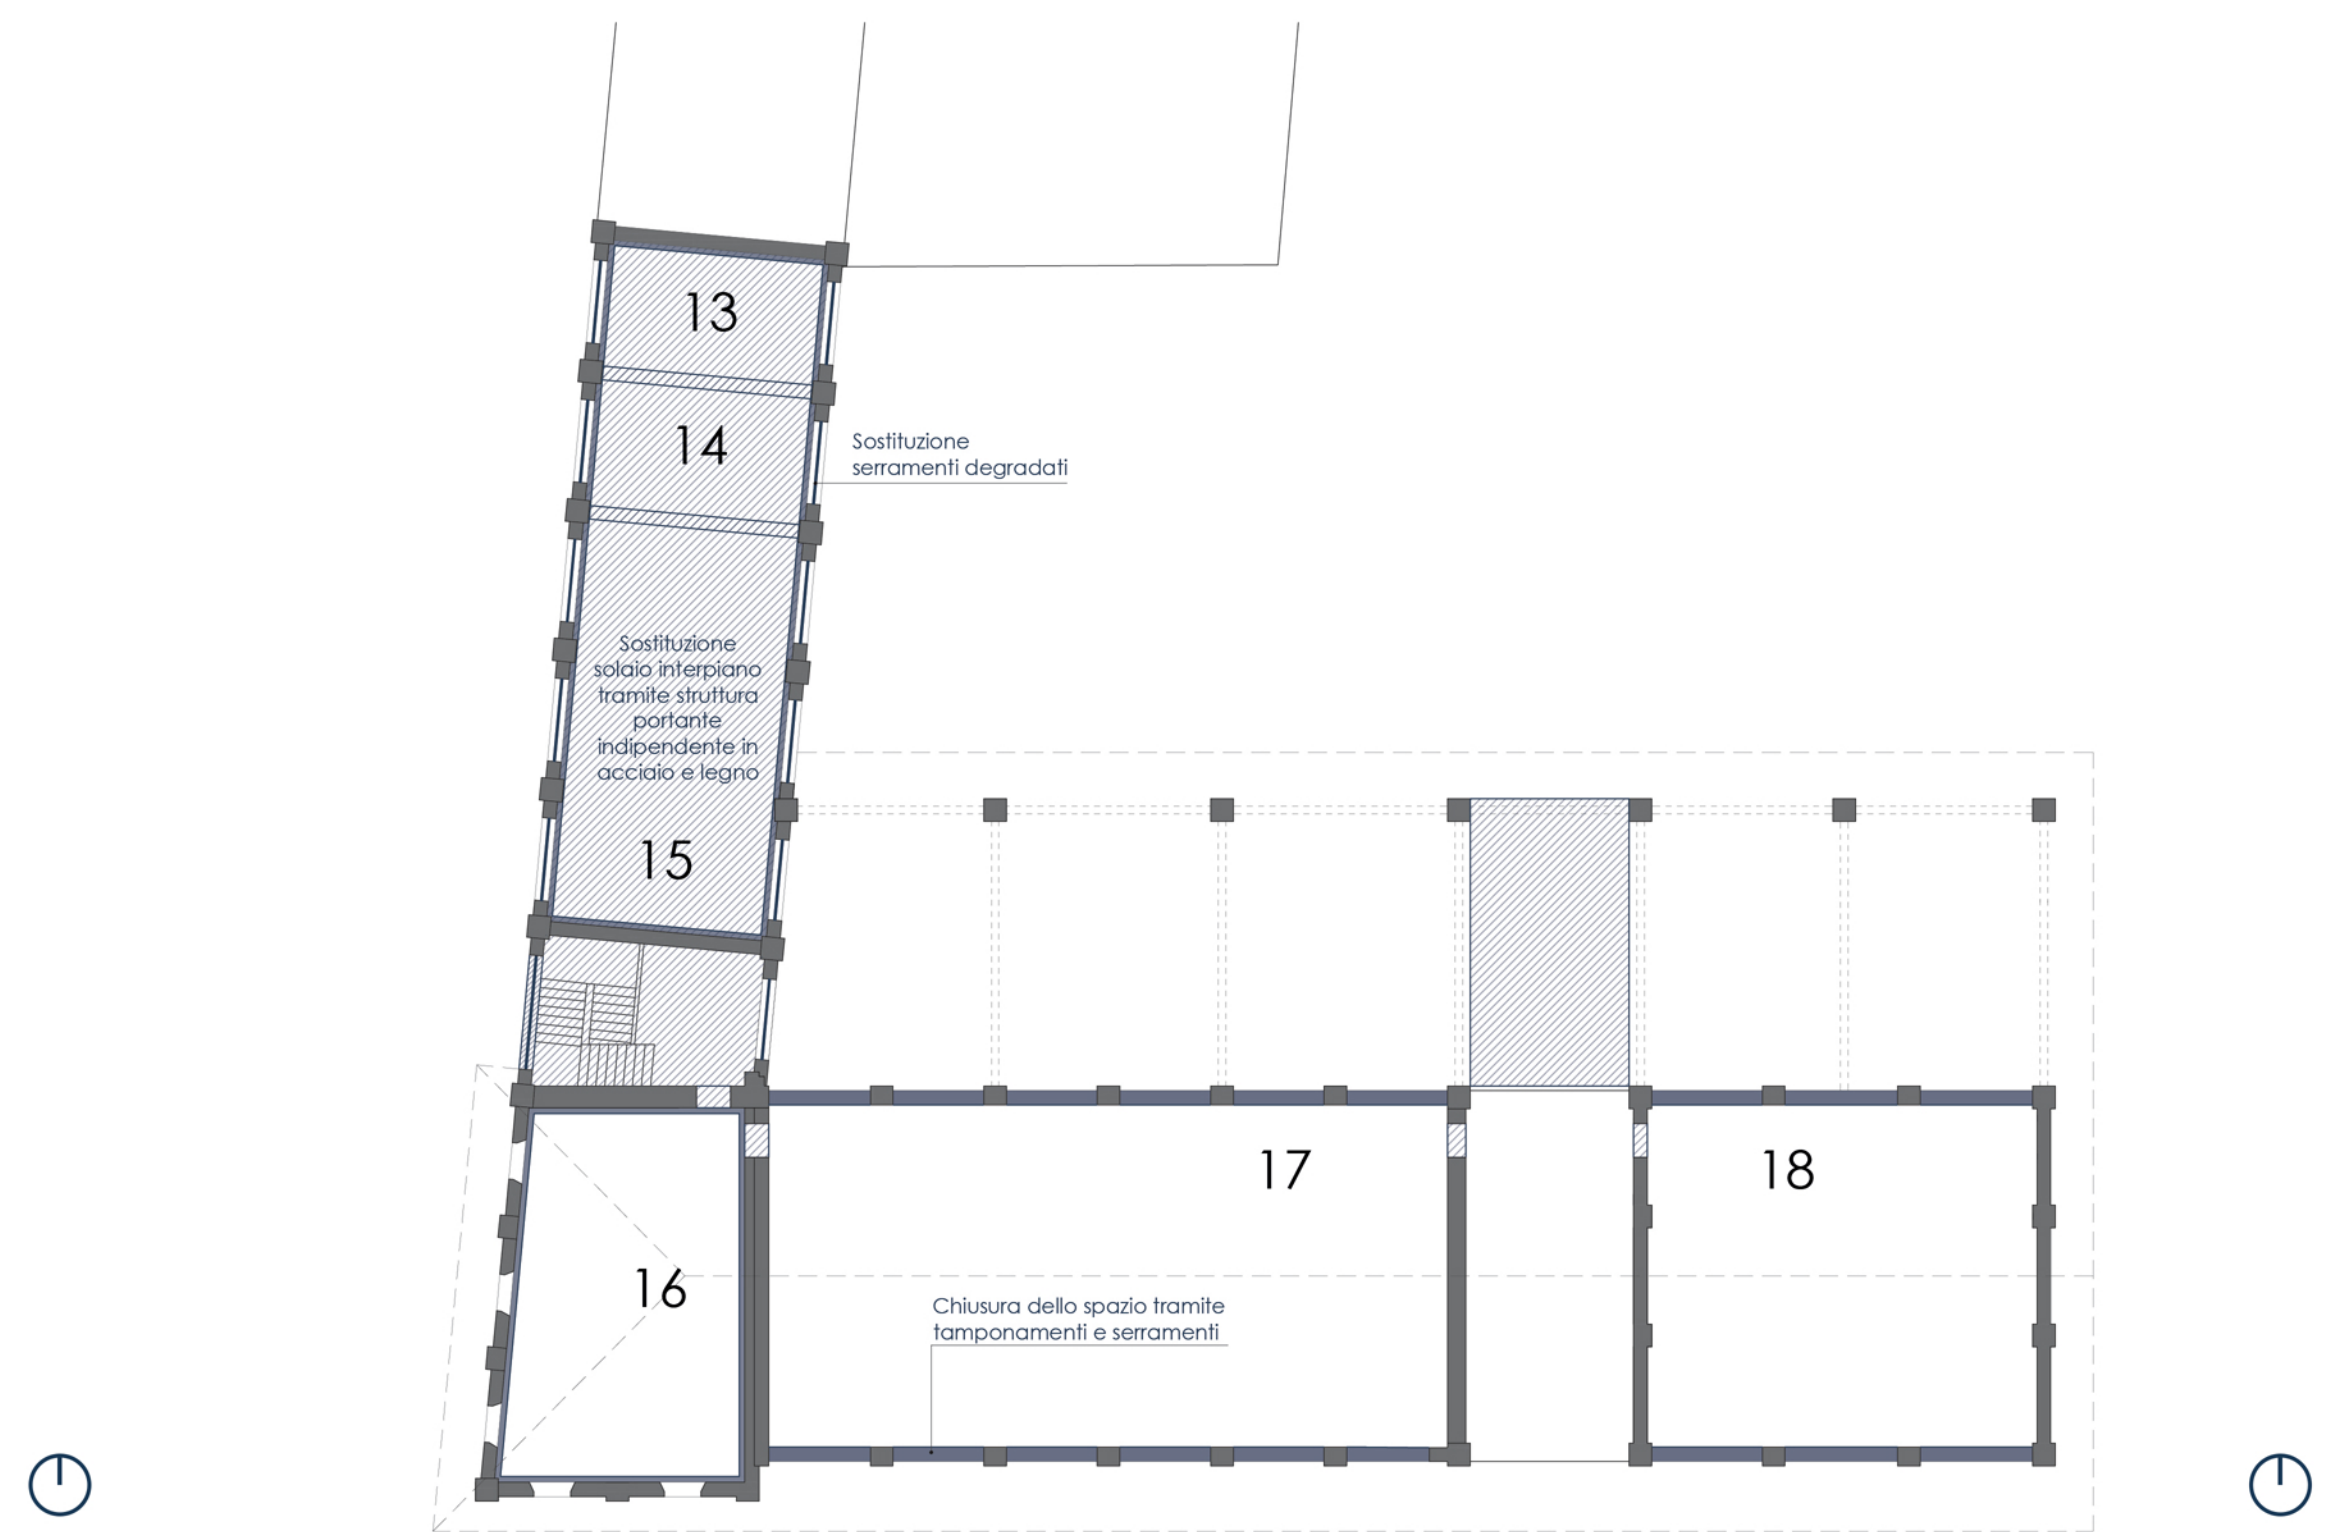 13
14
Sostituzione
serramenti degradati
Sostituzione
solaio interpiano
tramite struttura
portante
indipendente in
acciaio e legno
15
17
18
16
Chiusura dello spazio tramite
tamponamenti e serramenti